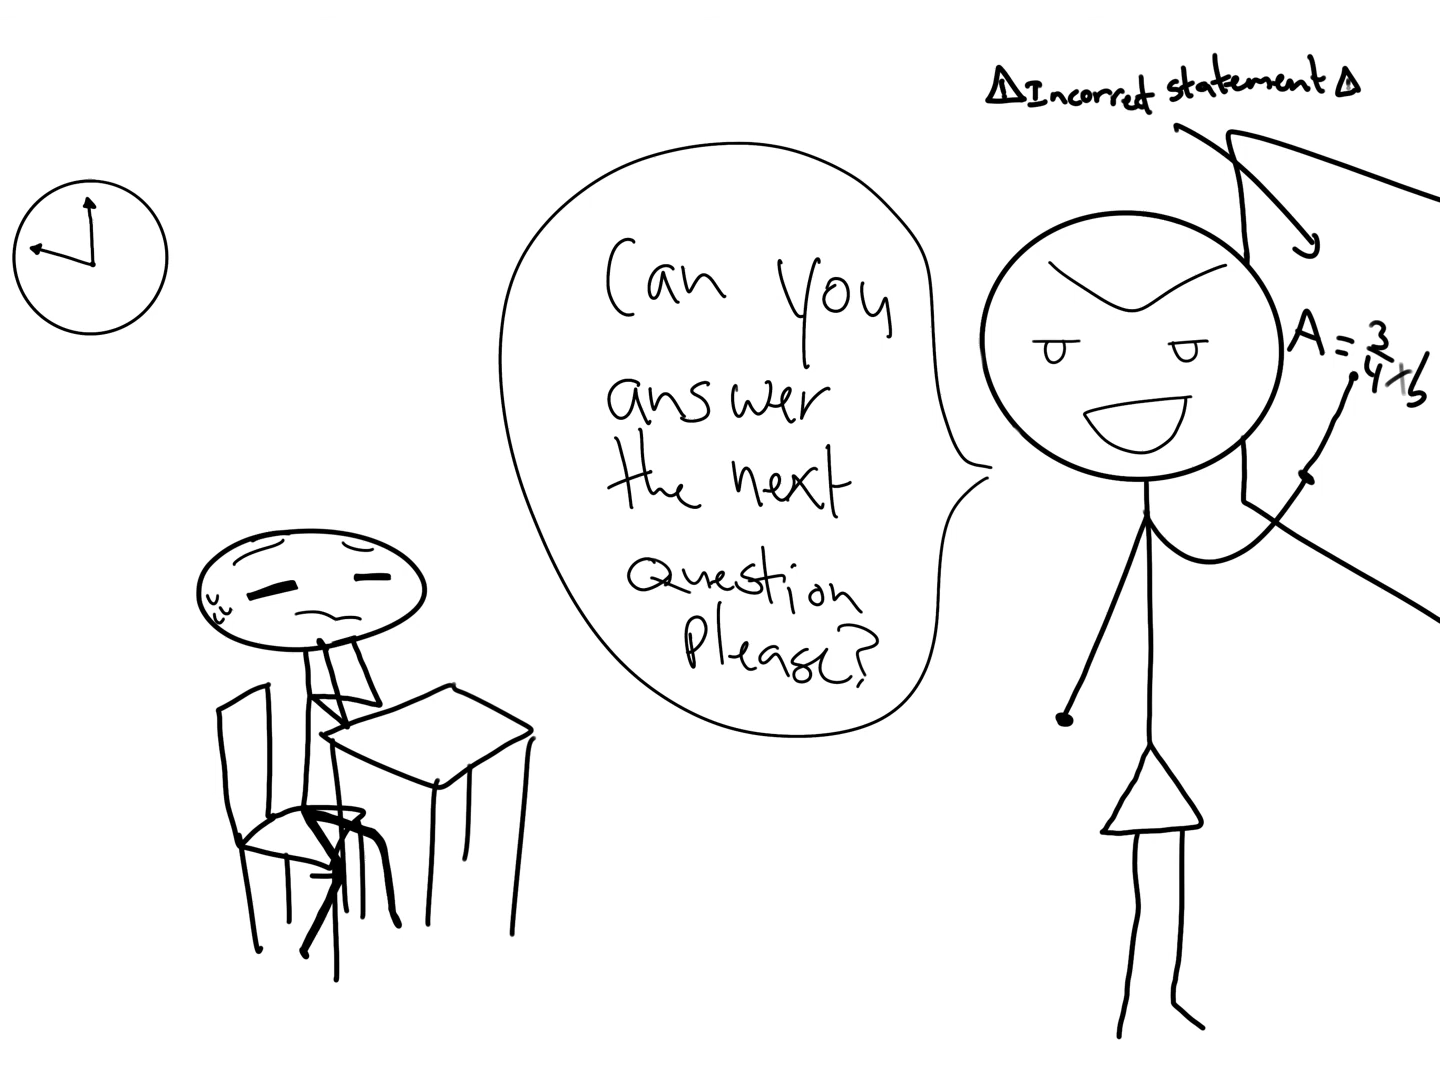 ⚠Incorrect statement⚠
Can you
answer
the next
Question
Please?
A = 3/4 × b